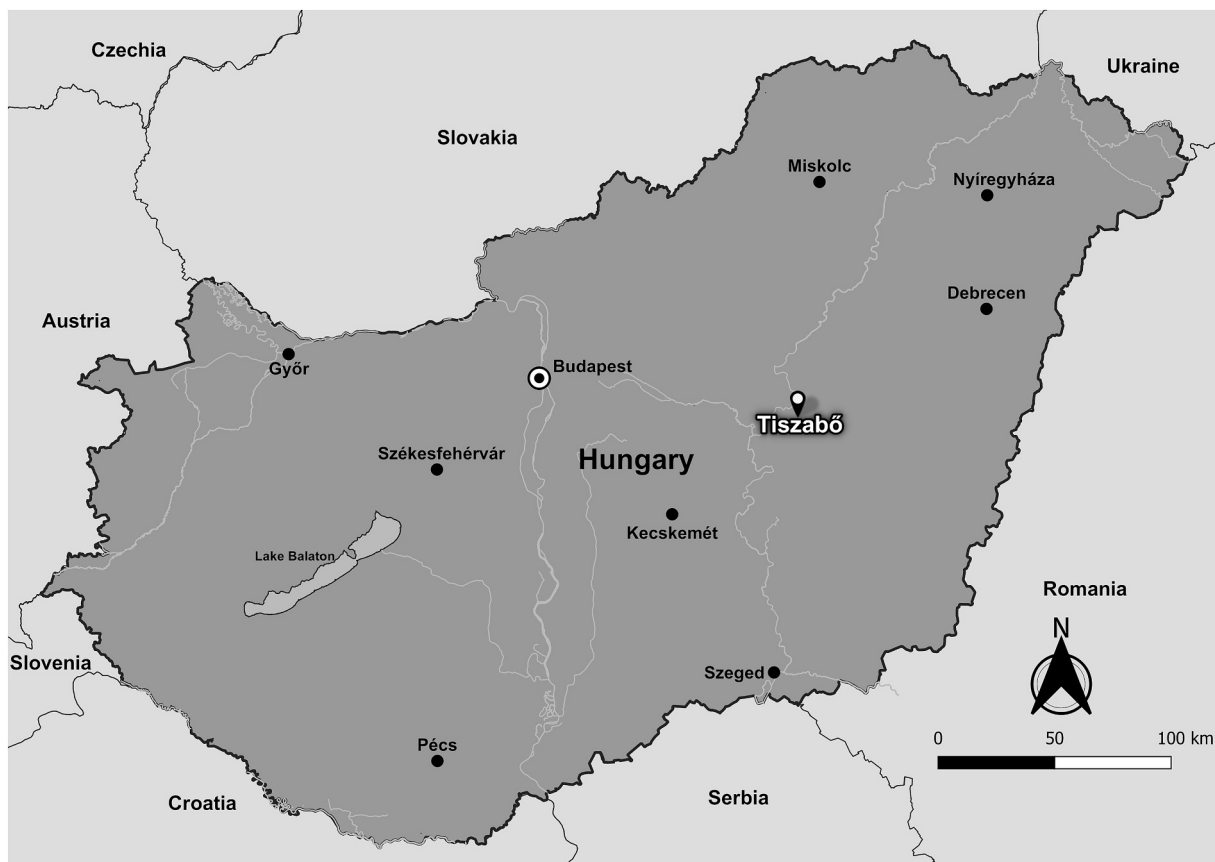 Czechia
Ukraine
Slovakia
Miskolc
Nyíregyháza
Debrecen
Austria
Győr
Budapest
Tiszabő
Székesfehérvár
Hungary
Kecskemét
Lake Balaton
Romania
N
Slovenia
Szeged
0 50 100 km
Pécs
Croatia
Serbia